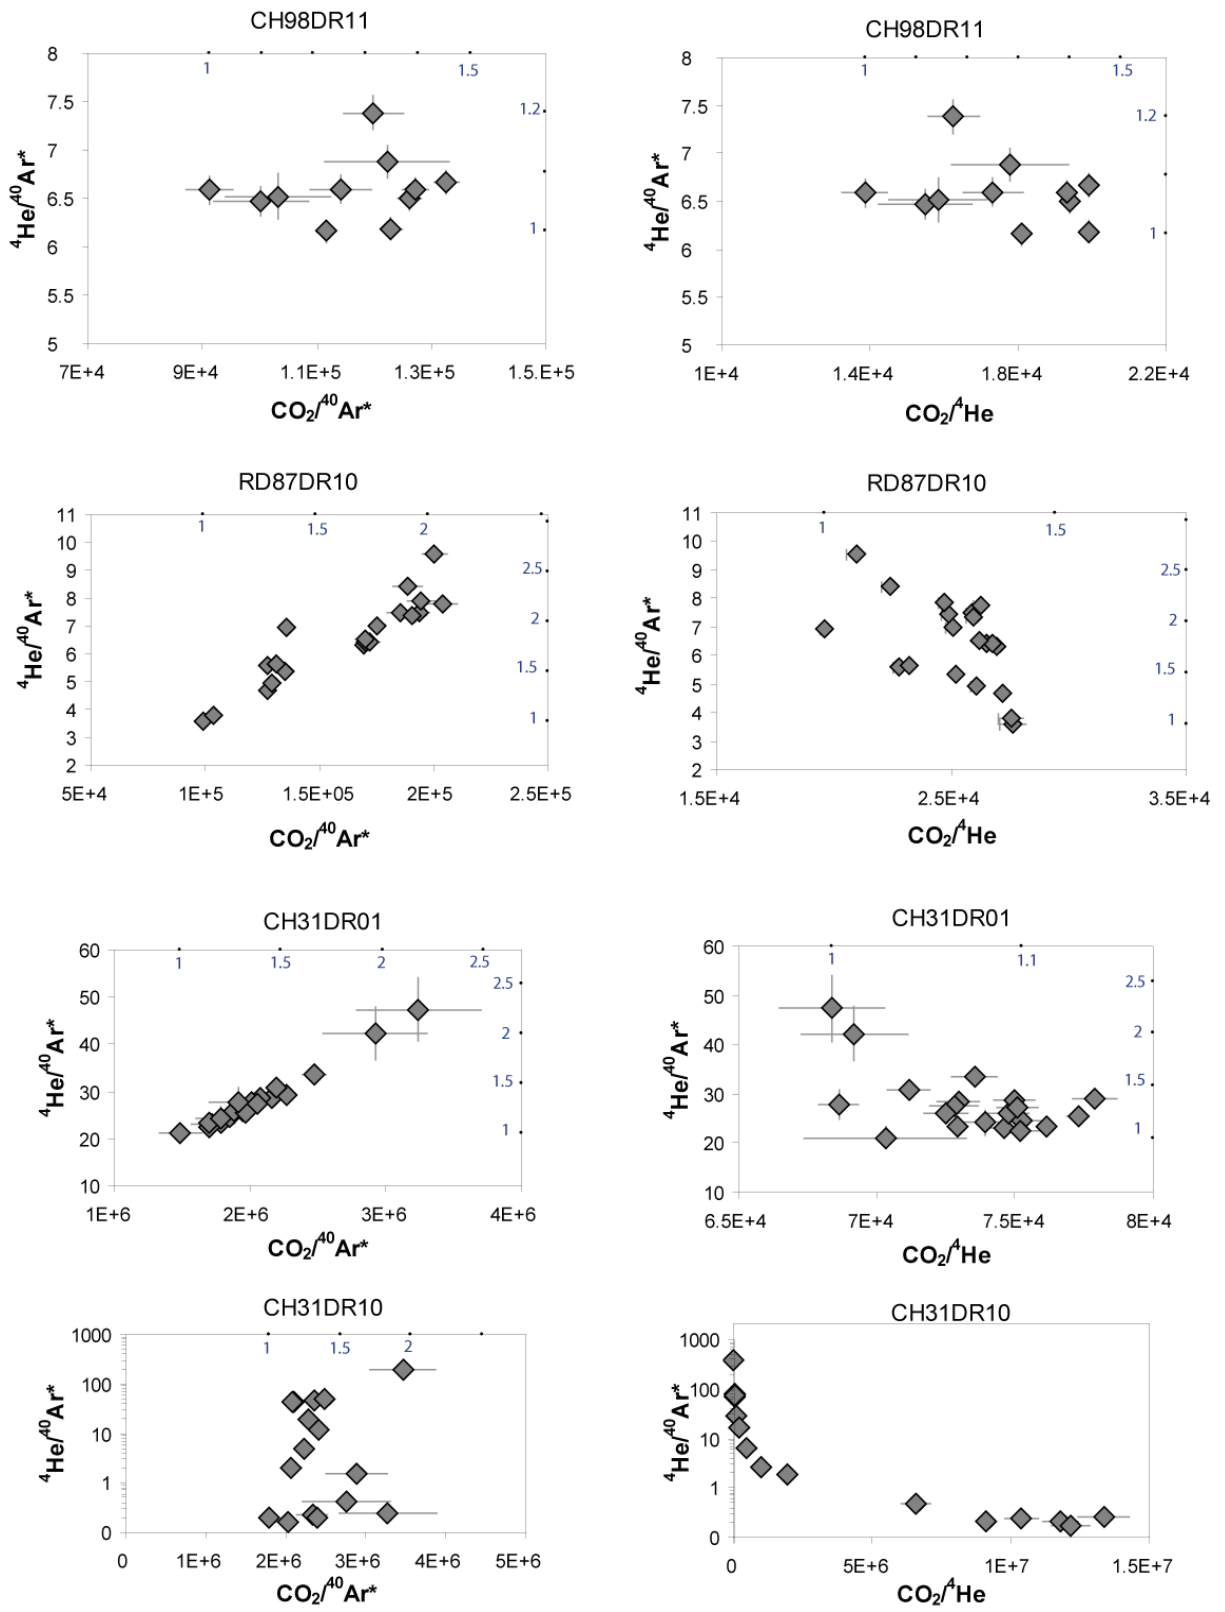 CH98DR11
8
7.5
7
6.5
6
5.5
5
⁴He/⁴⁰Ar*
1
1.5
1.2
1
7E+4
9E+4
1.1E+5
1.3E+5
1.5.E+5
CO₂/⁴⁰Ar*
CH98DR11
8
7.5
7
6.5
6
5.5
5
⁴He/⁴⁰Ar*
1
1.5
1.2
1
1E+4
1.4E+4
1.8E+4
2.2E+4
CO₂/⁴He
RD87DR10
11
10
9
8
7
6
5
4
3
2
⁴He/⁴⁰Ar*
1
1.5
2
2.5
2
1.5
1
5E+4
1E+5
1.5E+05
2E+5
2.5E+5
CO₂/⁴⁰Ar*
RD87DR10
11
10
9
8
7
6
5
4
3
2
⁴He/⁴⁰Ar*
1
1.5
2.5
2
1.5
1
1.5E+4
2.5E+4
3.5E+4
CO₂/⁴He
CH31DR01
60
50
40
30
20
10
⁴He/⁴⁰Ar*
1
1.5
2
2.5
2.5
2
1.5
1
1E+6
2E+6
3E+6
4E+6
CO₂/⁴⁰Ar*
CH31DR01
60
50
40
30
20
10
⁴He/⁴⁰Ar*
1
1.1
2.5
2
1.5
1
6.5E+4
7E+4
7.5E+4
8E+4
CO₂/⁴He
CH31DR10
1000
100
10
1
0
⁴He/⁴⁰Ar*
1
1.5
2
0
1E+6
2E+6
3E+6
4E+6
5E+6
CO₂/⁴⁰Ar*
CH31DR10
1000
100
10
1
0
⁴He/⁴⁰Ar*
0
5E+6
1E+7
1.5E+7
CO₂/⁴He